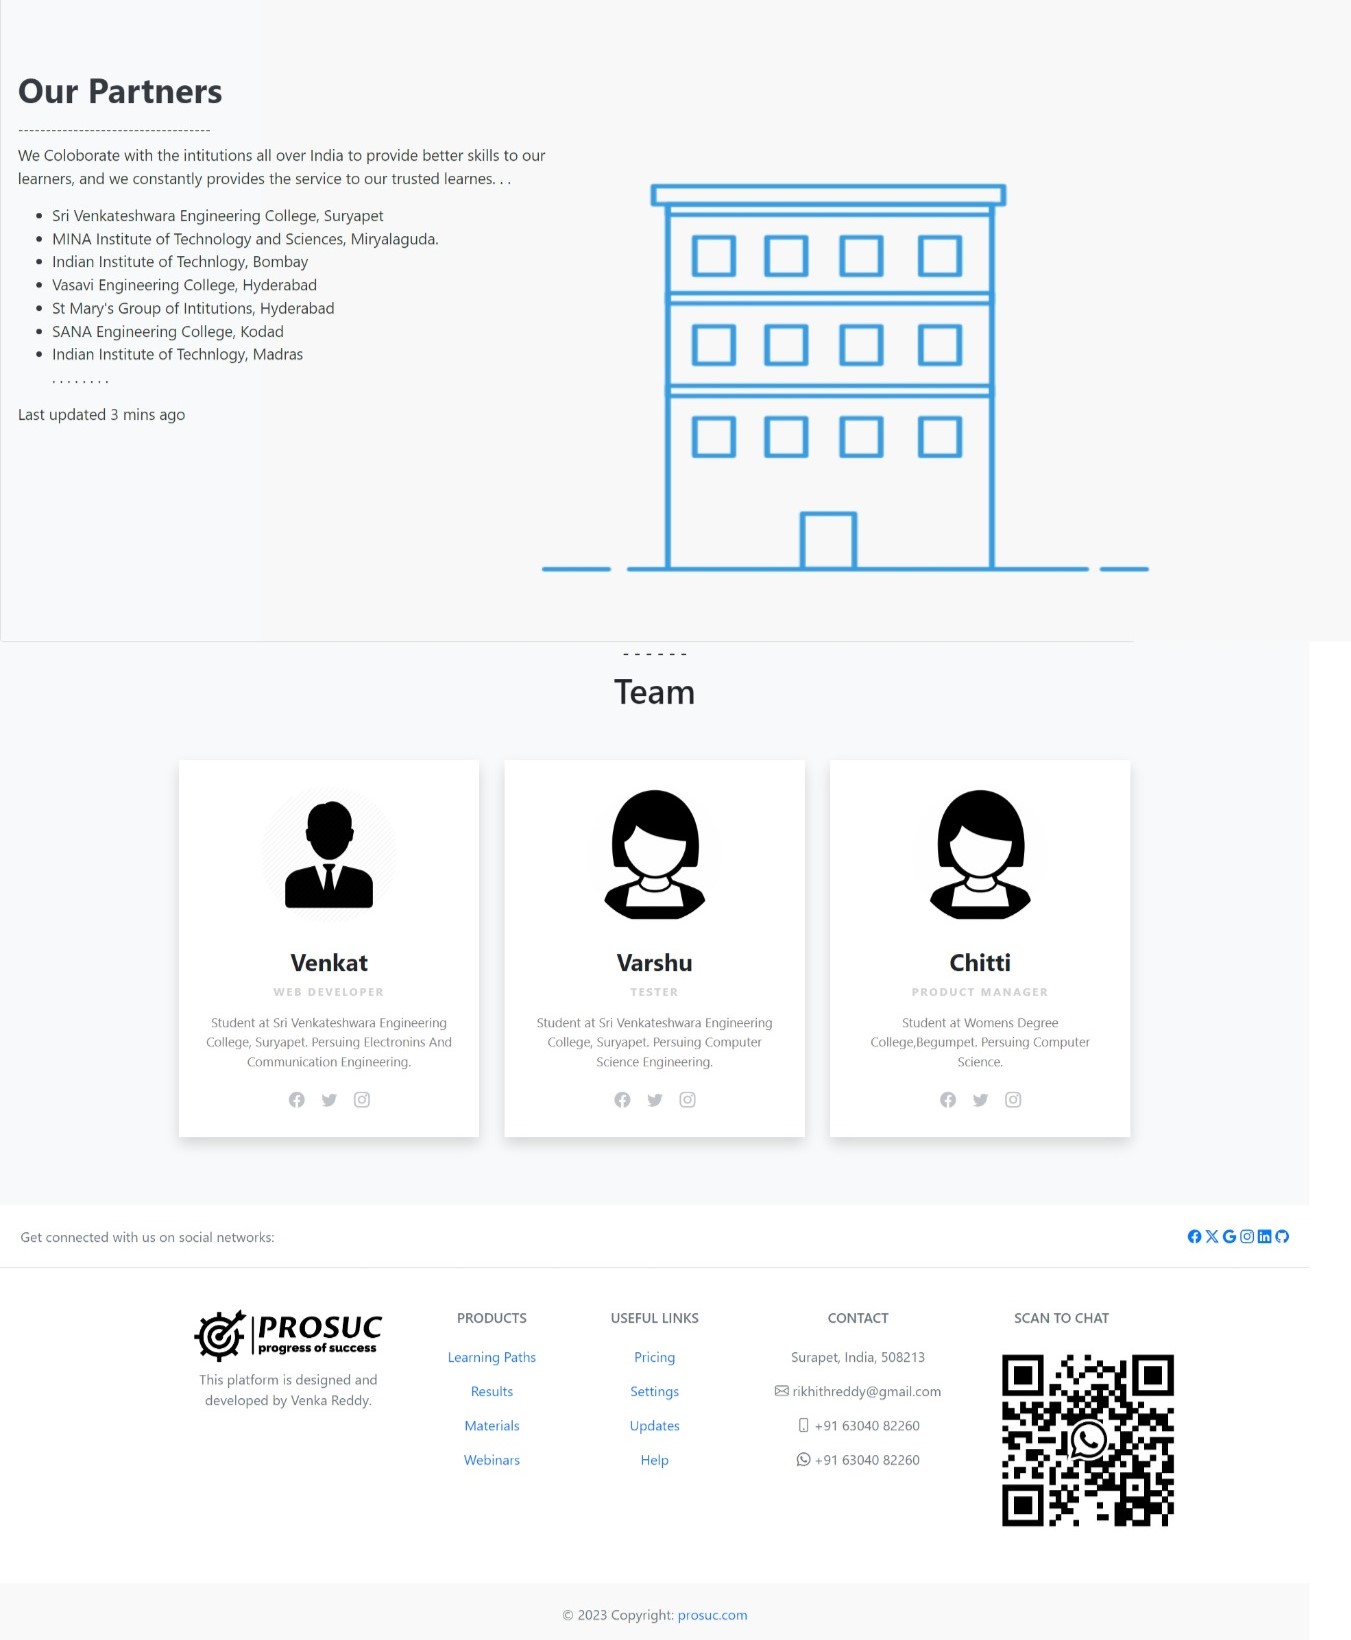 Our Partners
-----------------------------------
We Coloborate with the intitutions all over India to provide better skills to our
learners, and we constantly provides the service to our trusted learnes. . .
• Sri Venkateshwara Engineering College, Suryapet
• MINA Institute of Technology and Sciences, Miryalaguda.
• Indian Institute of Technlogy, Bombay
• Vasavi Engineering College, Hyderabad
• St Mary's Group of Intitutions, Hyderabad
• SANA Engineering College, Kodad
• Indian Institute of Technlogy, Madras
. . . . . . . .
Last updated 3 mins ago
- - - - - -
Team
Venkat
WEB DEVELOPER
Student at Sri Venkateshwara Engineering
College, Suryapet. Persuing Electronins And
Communication Engineering.
Varshu
TESTER
Student at Sri Venkateshwara Engineering
College, Suryapet. Persuing Computer
Science Engineering.
Chitti
PRODUCT MANAGER
Student at Womens Degree
College,Begumpet. Persuing Computer
Science.
Get connected with us on social networks:
PROSUC
progress of success
This platform is designed and
developed by Venka Reddy.
PRODUCTS
Learning Paths
Results
Materials
Webinars
USEFUL LINKS
Pricing
Settings
Updates
Help
CONTACT
Surapet, India, 508213
rikhithreddy@gmail.com
+91 63040 82260
+91 63040 82260
SCAN TO CHAT
© 2023 Copyright: prosuc.com